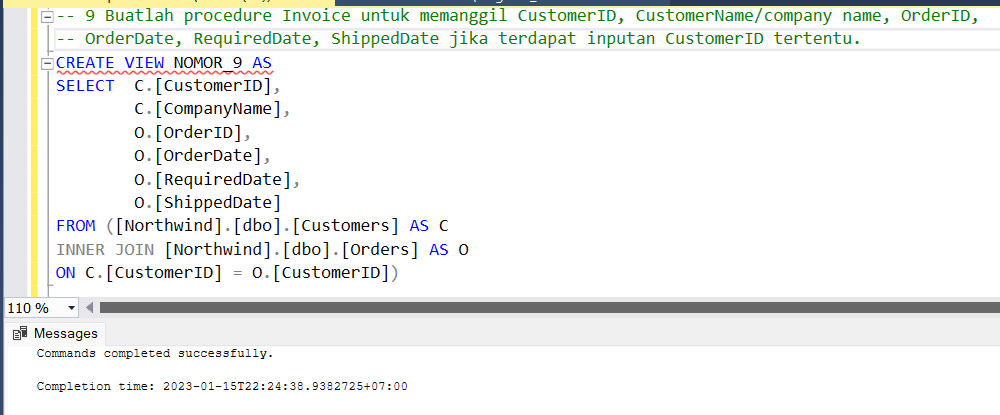 -- 9 Buatlah procedure Invoice untuk memanggil CustomerID, CustomerName/company name, OrderID,
-- OrderDate, RequiredDate, ShippedDate jika terdapat inputan CustomerID tertentu.
CREATE VIEW NOMOR_9 AS
SELECT  C.[CustomerID],
        C.[CompanyName],
        O.[OrderID],
        O.[OrderDate],
        O.[RequiredDate],
        O.[ShippedDate]
FROM ([Northwind].[dbo].[Customers] AS C
INNER JOIN [Northwind].[dbo].[Orders] AS O
ON C.[CustomerID] = O.[CustomerID])
110 %
Messages
Commands completed successfully.
Completion time: 2023-01-15T22:24:38.9382725+07:00